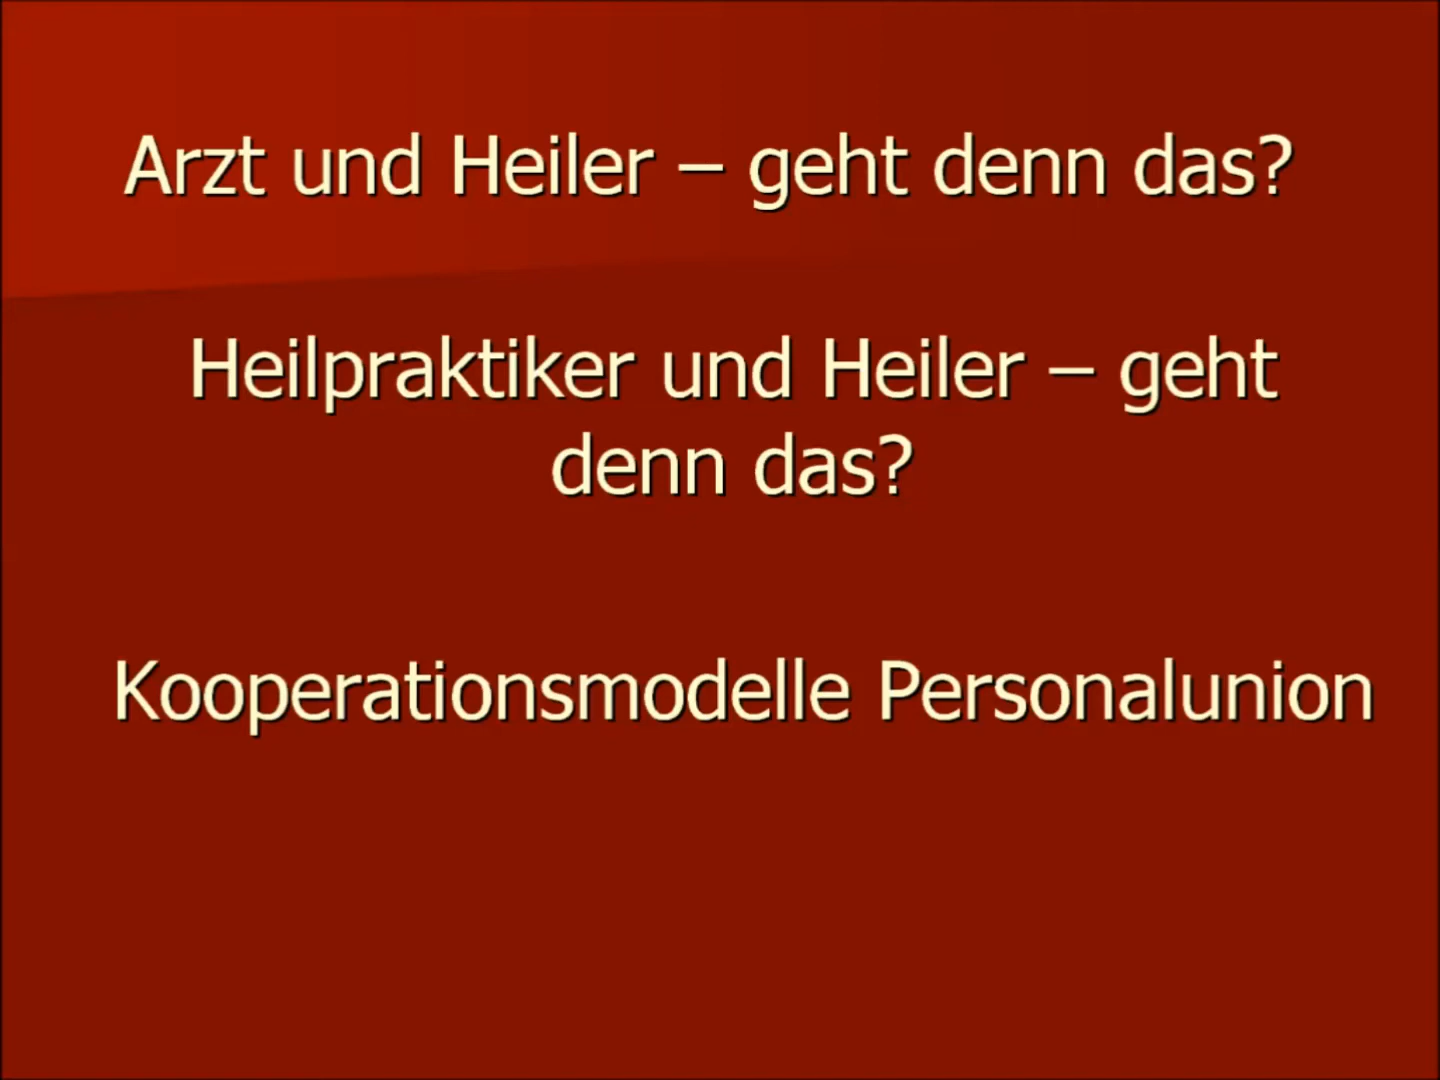 Arzt und Heiler – geht denn das?
Heilpraktiker und Heiler – geht
denn das?
Kooperationsmodelle Personalunion